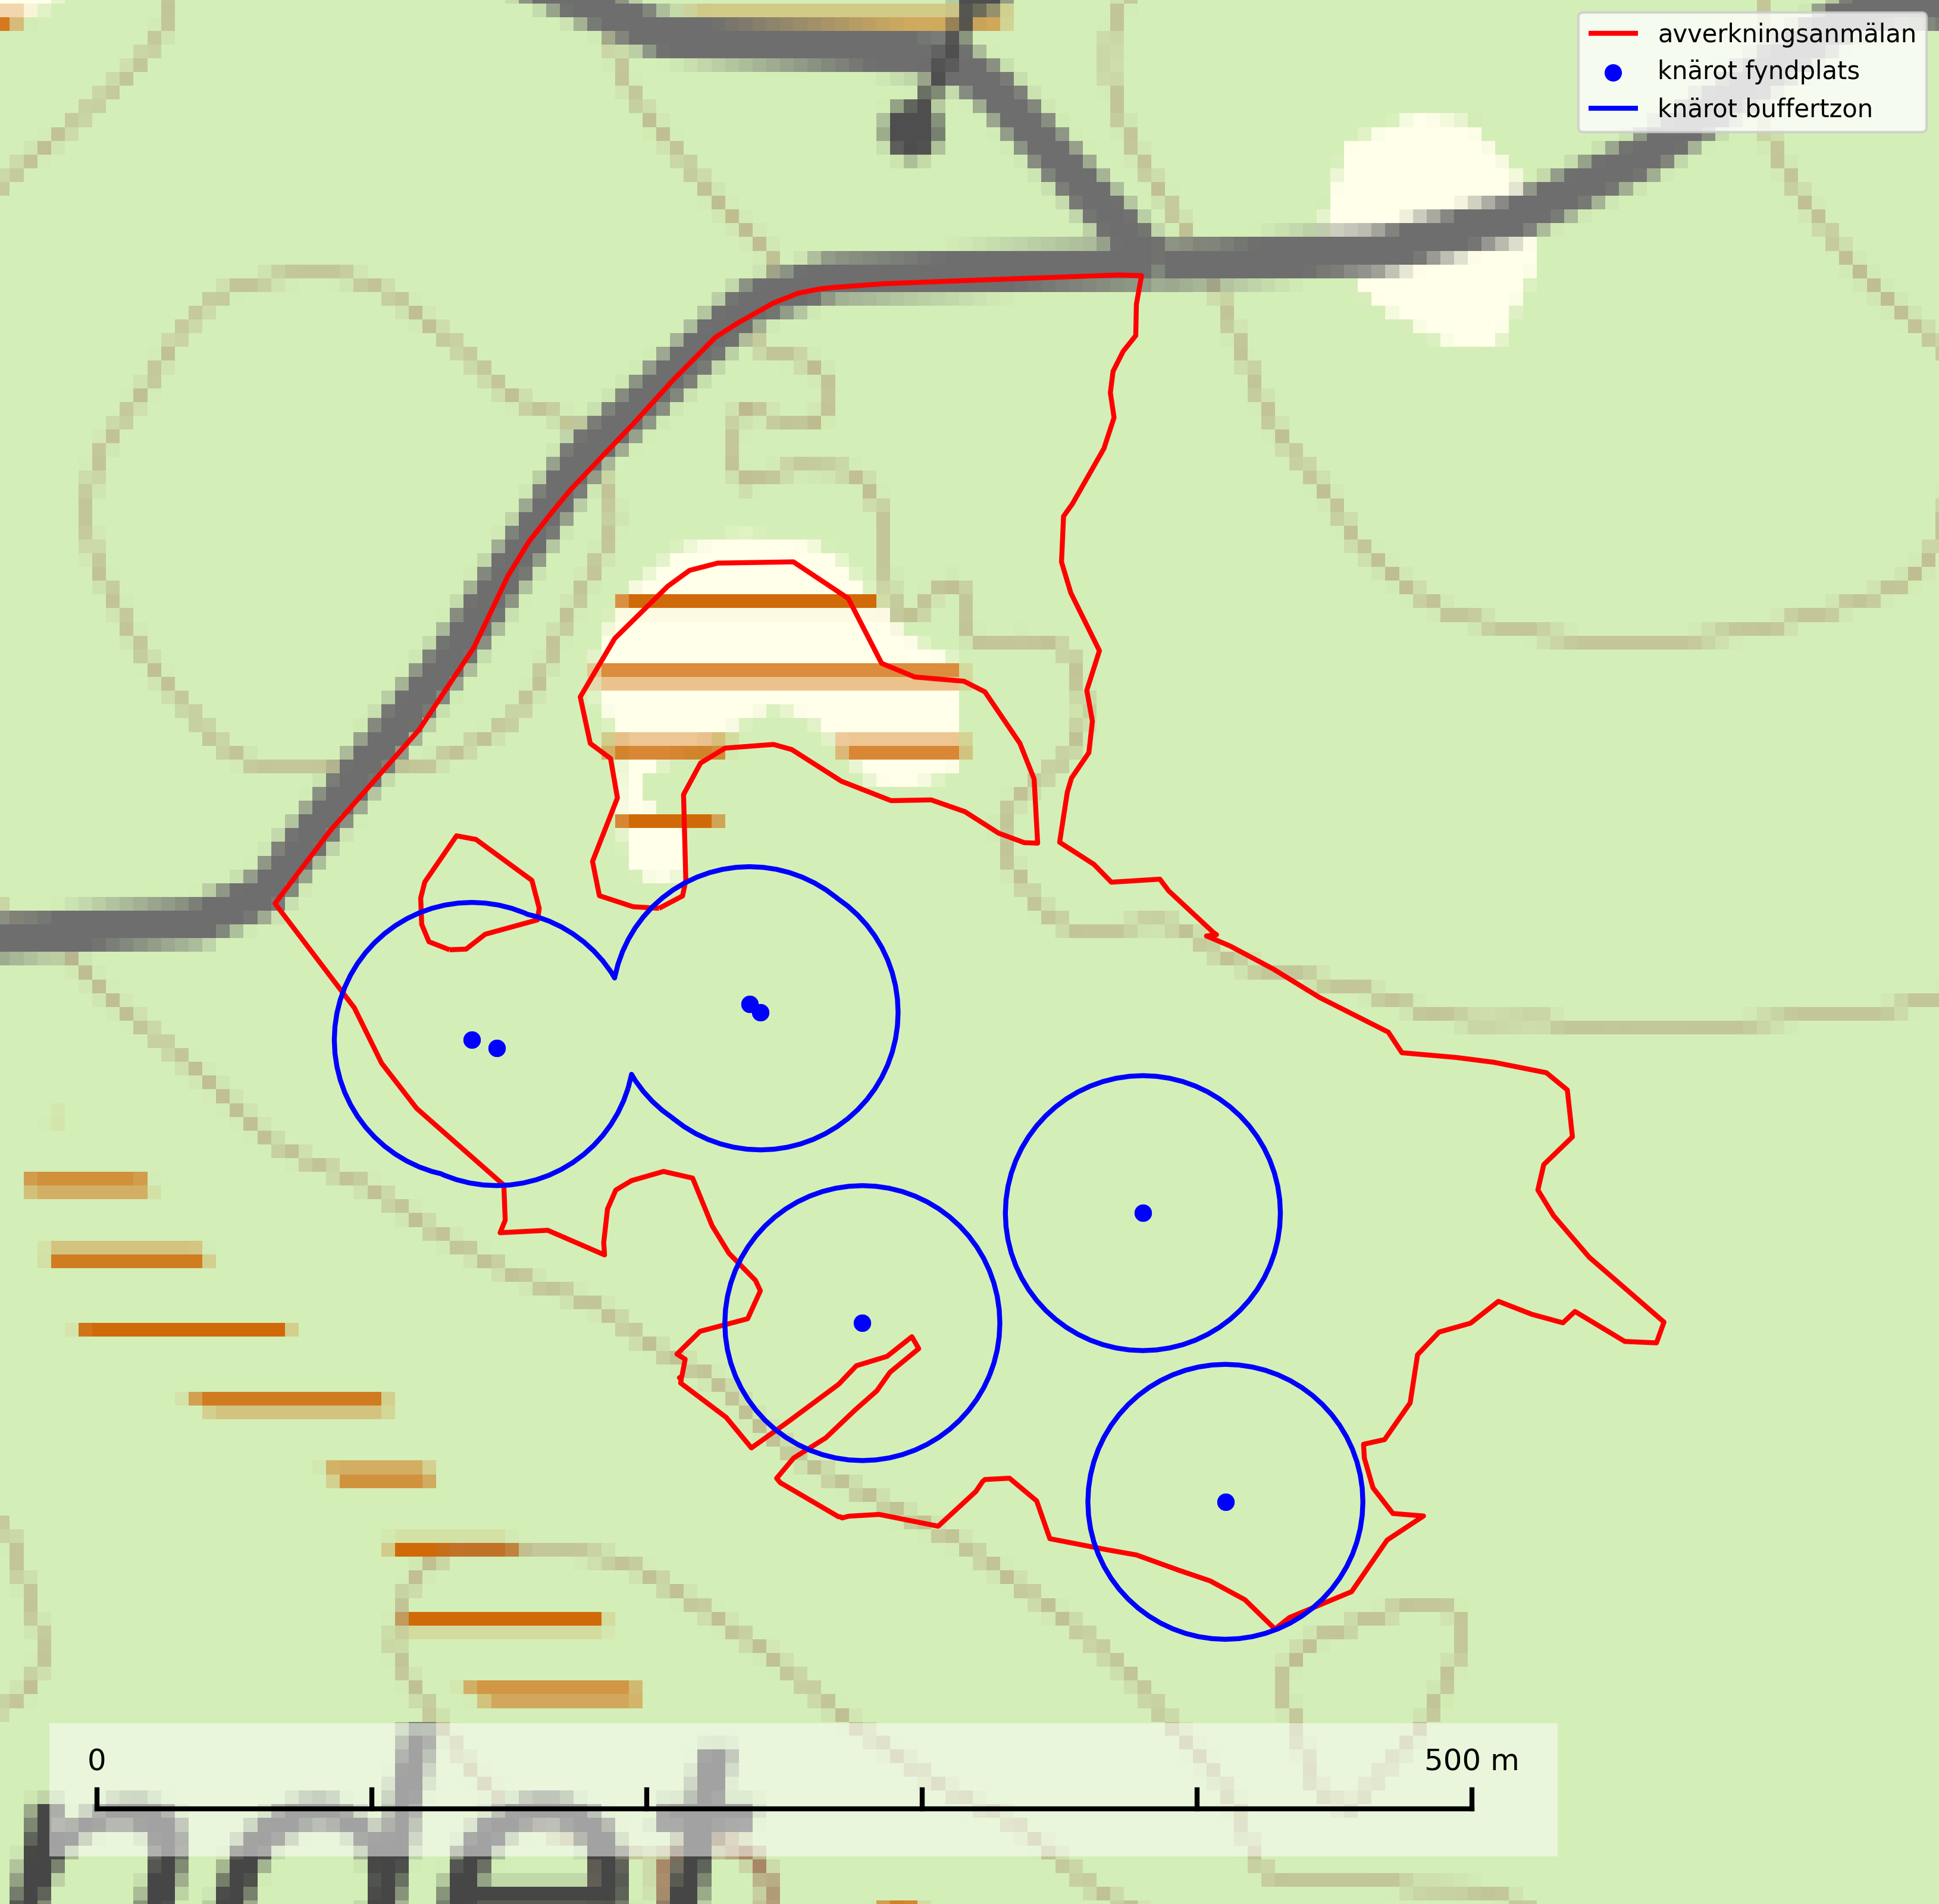 avverkningsanmälan
knärot fyndplats
knärot buffertzon
0 500 m